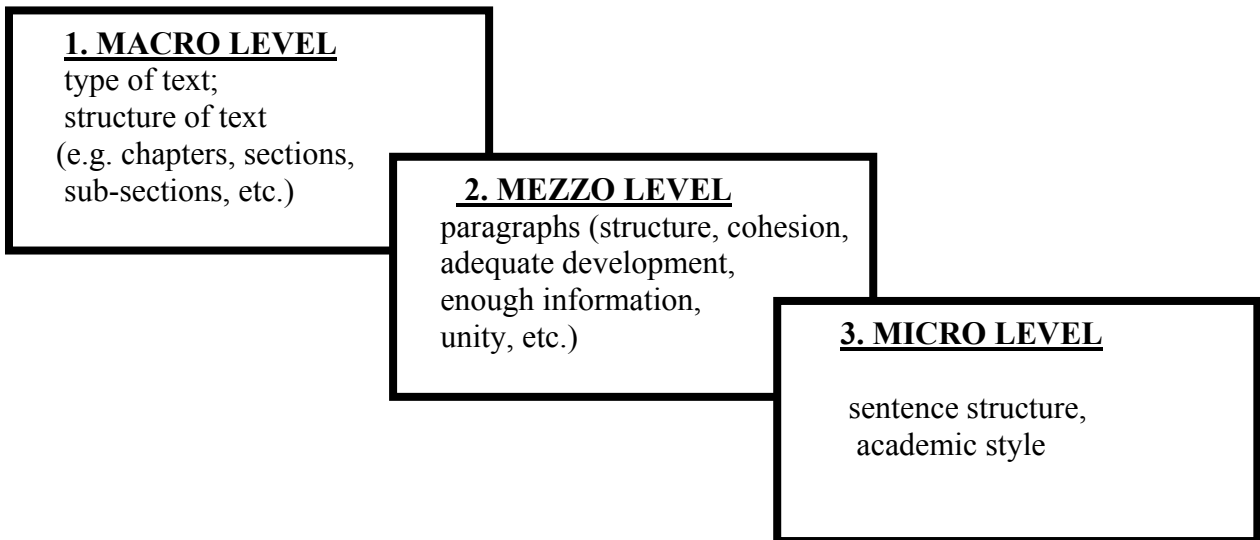 1. MACRO LEVEL
type of text;
structure of text
(e.g. chapters, sections,
sub-sections, etc.)
2. MEZZO LEVEL
paragraphs (structure, cohesion,
adequate development,
enough information,
unity, etc.)
3. MICRO LEVEL
sentence structure,
academic style